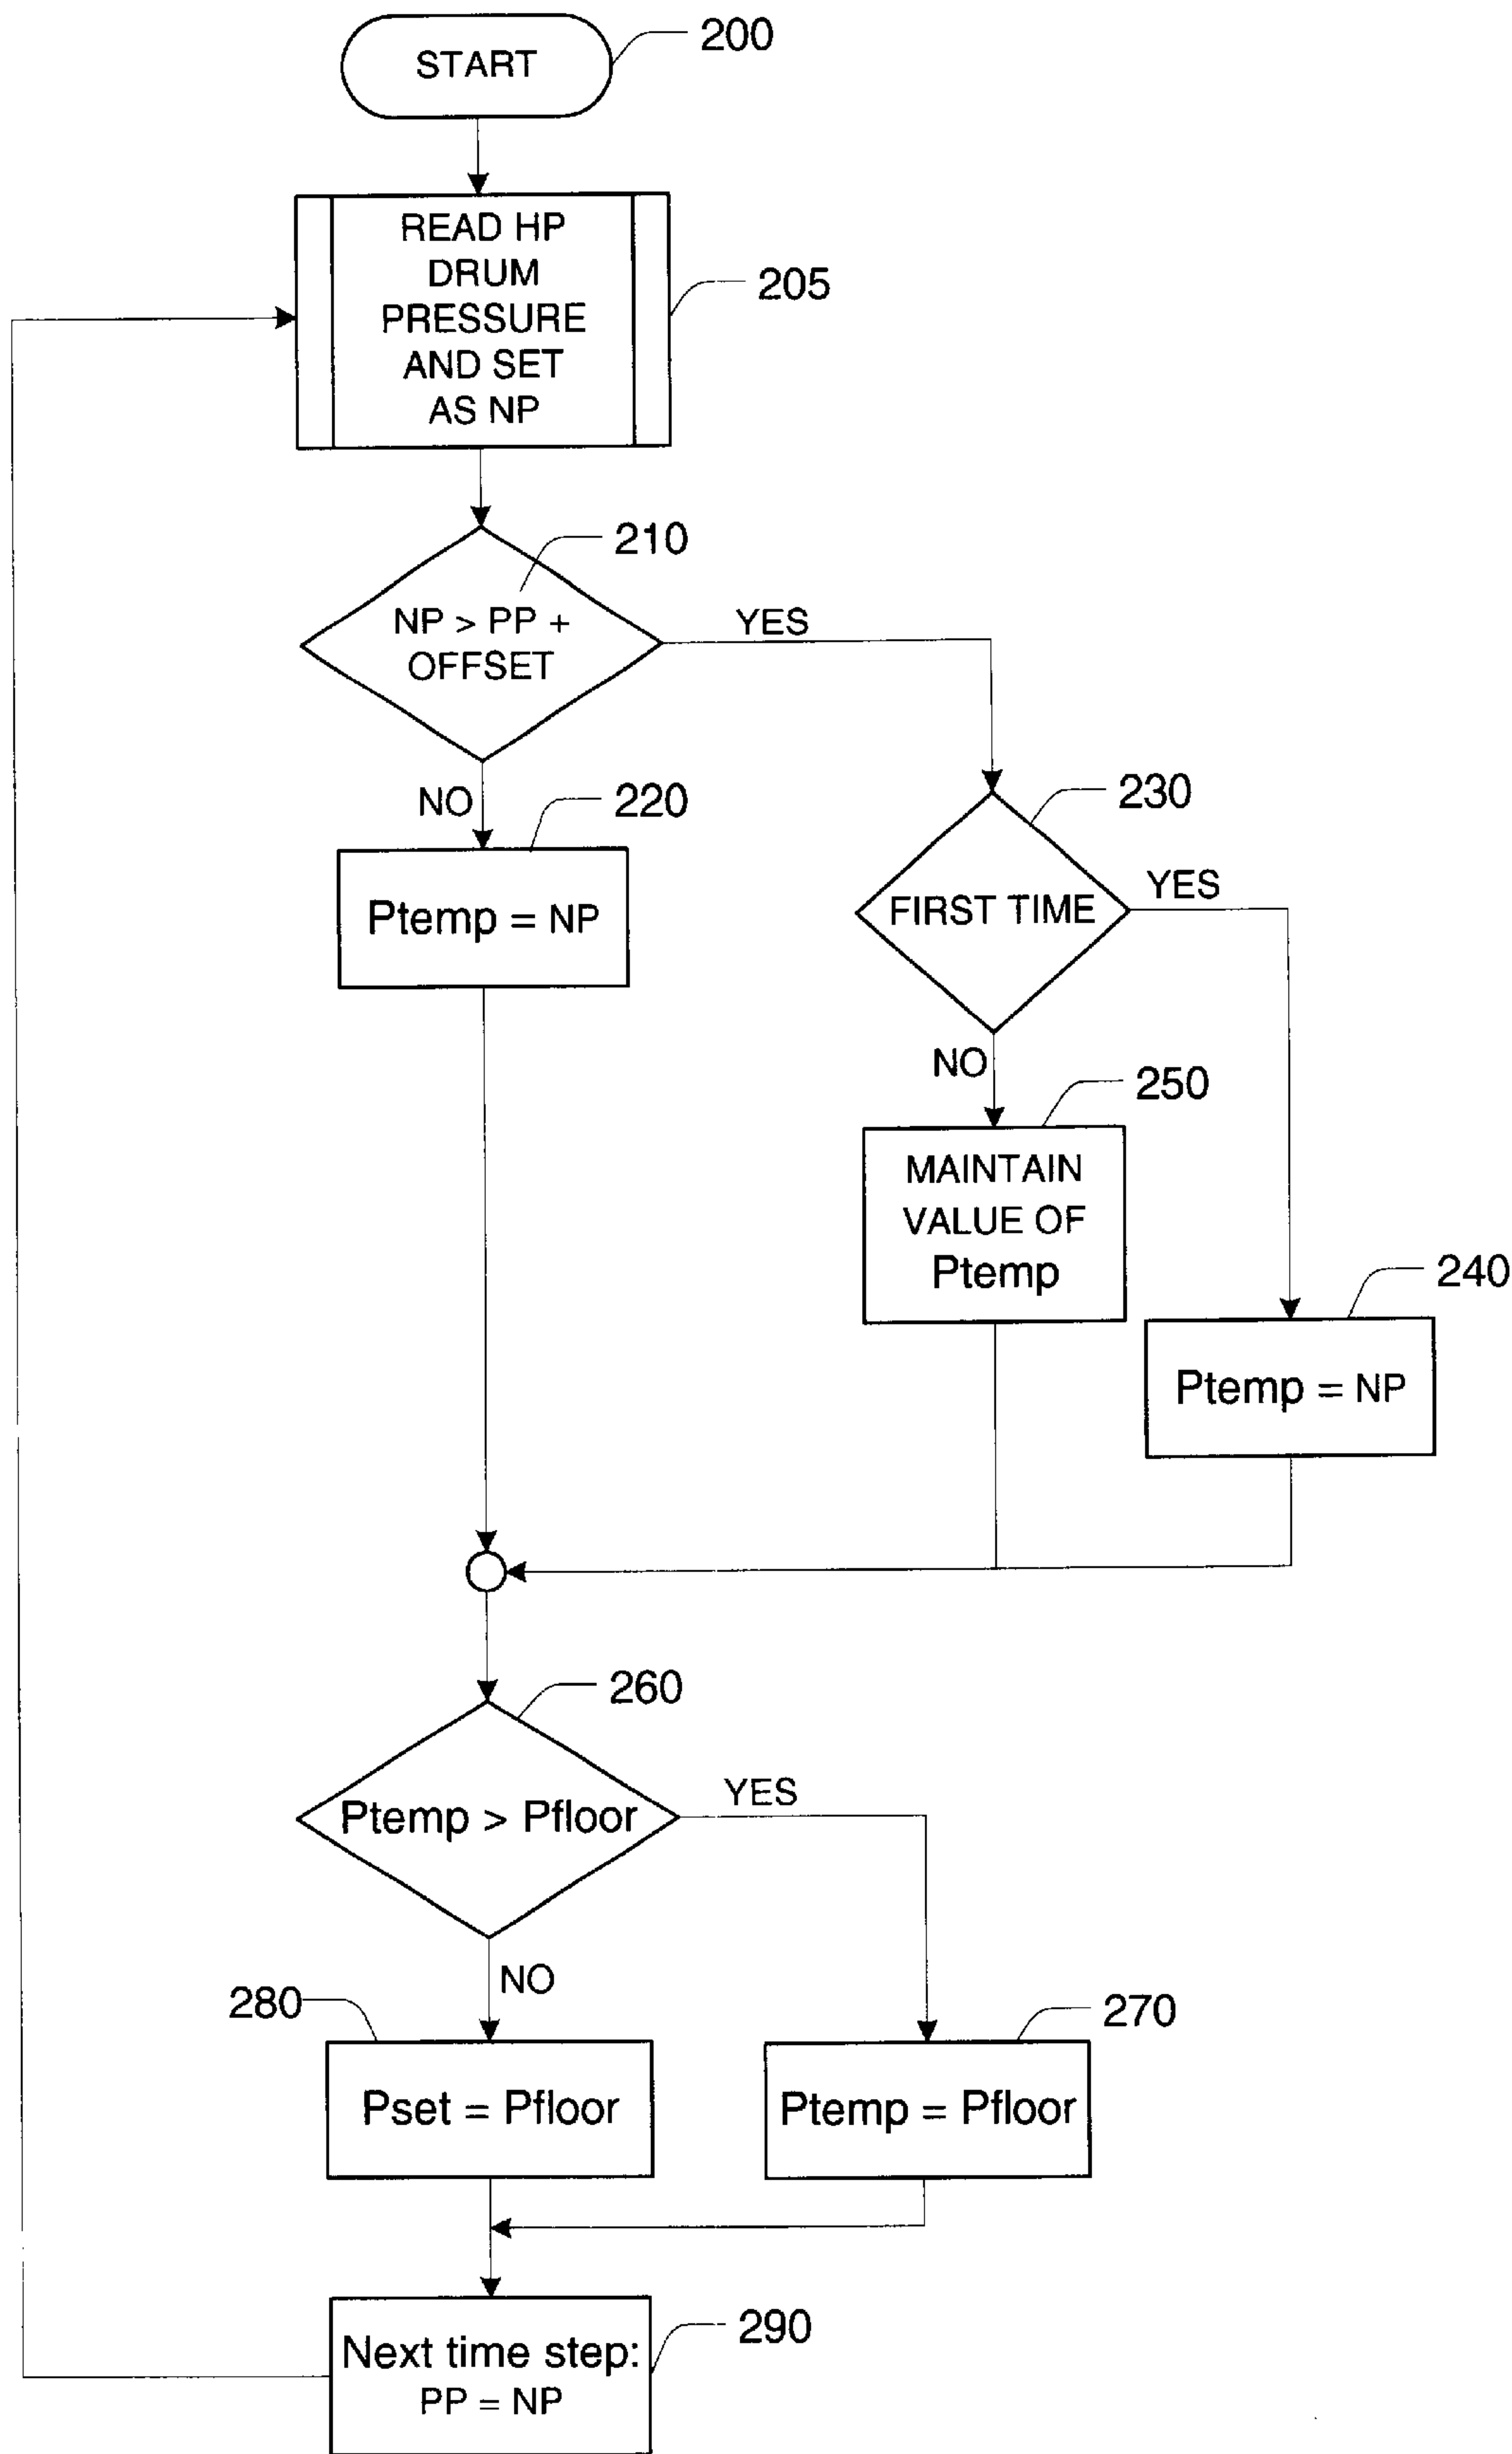 START
200
READ HP
DRUM
PRESSURE
AND SET
AS NP
205
210
NP > PP +
OFFSET
YES
NO
220
Ptemp = NP
230
FIRST TIME
YES
NO
250
MAINTAIN
VALUE OF
Ptemp
240
Ptemp = NP
260
Ptemp > Pfloor
YES
NO
280
Pset = Pfloor
270
Ptemp = Pfloor
Next time step:
PP = NP
290